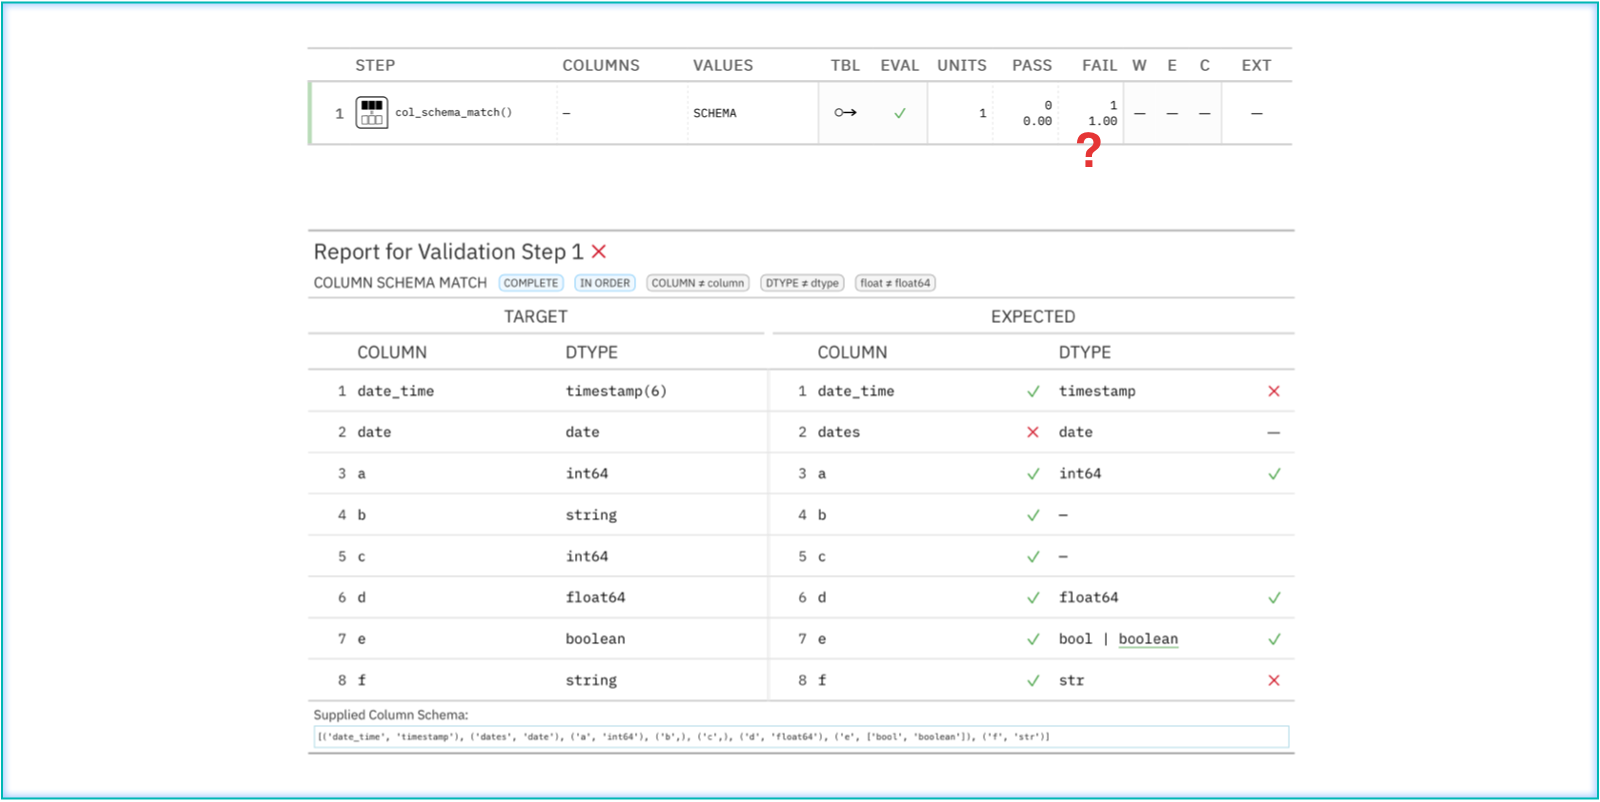 STEP COLUMNS VALUES TBL EVAL UNITS PASS FAIL W E C EXT
1 col_schema_match() — SCHEMA ✓ 1 0 1 — — — —
0.00 1.00
?
Report for Validation Step 1 ✕
COLUMN SCHEMA MATCH COMPLETE IN ORDER COLUMN ≠ column DTYPE ≠ dtype float ≠ float64
TARGET EXPECTED
COLUMN DTYPE COLUMN DTYPE
1 date_time timestamp(6) 1 date_time ✓ timestamp ✕
2 date date 2 dates ✕ date —
3 a int64 3 a ✓ int64 ✓
4 b string 4 b ✓ —
5 c int64 5 c ✓ —
6 d float64 6 d ✓ float64 ✓
7 e boolean 7 e ✓ bool | boolean ✓
8 f string 8 f ✓ str ✕
Supplied Column Schema:
[('date_time', 'timestamp'), ('dates', 'date'), ('a', 'int64'), ('b',), ('c',), ('d', 'float64'), ('e', ['bool', 'boolean']), ('f', 'str')]